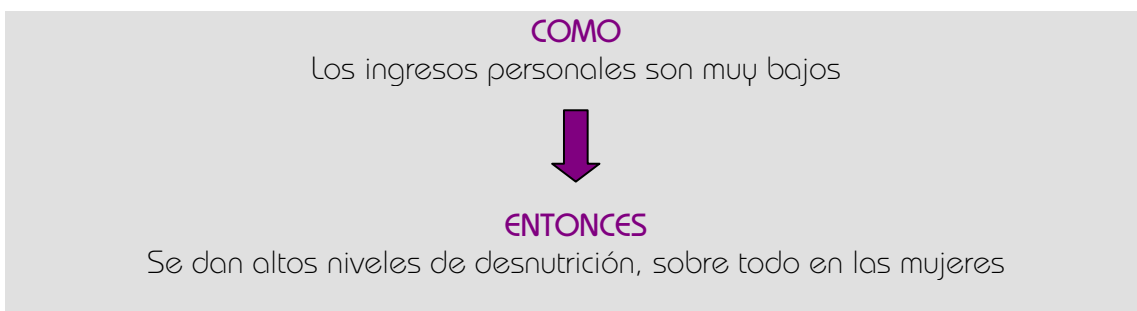 COMO
Los ingresos personales son muy bajos
ENTONCES
Se dan altos niveles de desnutrición, sobre todo en las mujeres